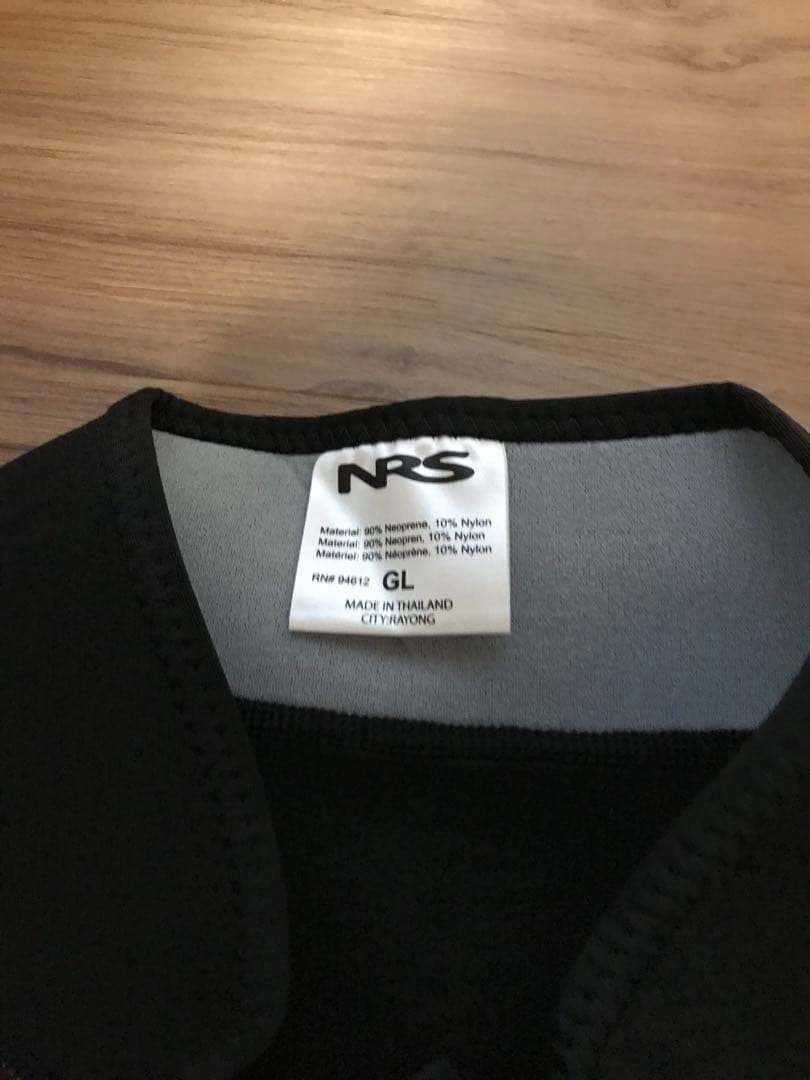 NRS
Material: 90% Neoprene, 10% Nylon
Material: 90% Neopren, 10% Nylon
Matériel: 90% Néoprène, 10% Nylon
RN# 94612 GL
MADE IN THAILAND
CITY:RAYONG